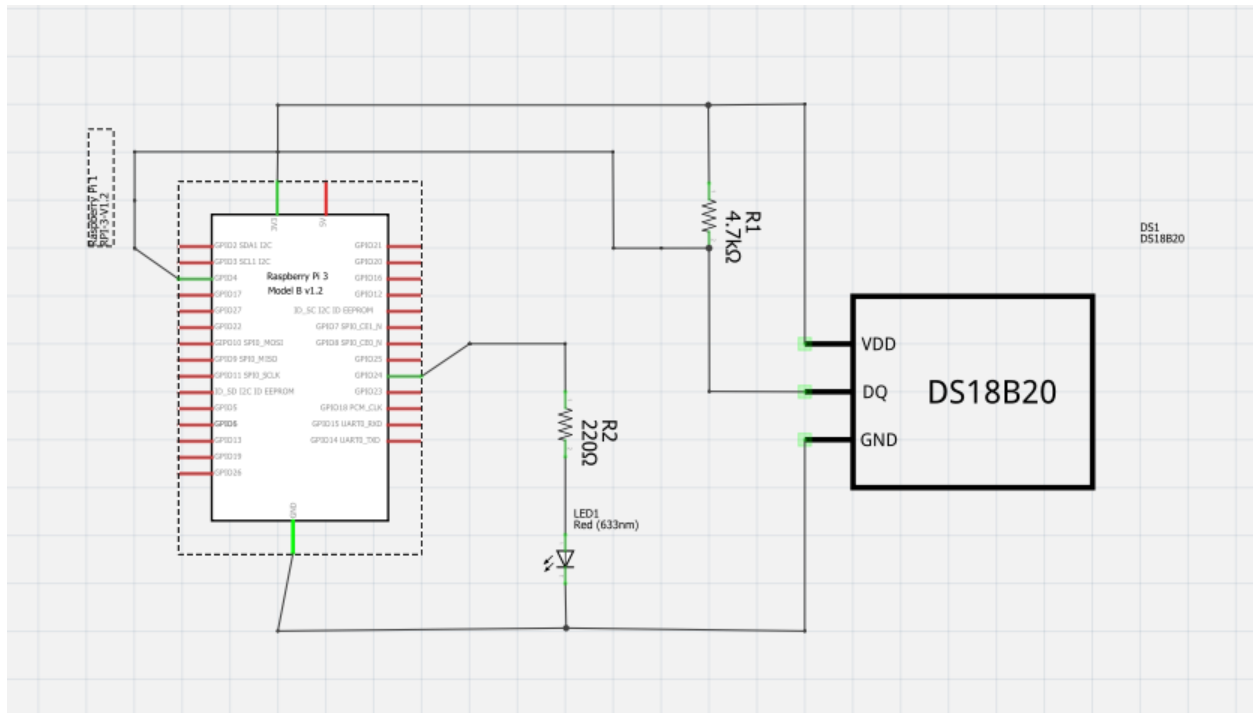 Raspberry Pi 1
RPI-3-V1.2
3V3
5V
GPIO2 SDA1 I2C
GPIO3 SCL1 I2C
GPIO4
GPIO17
GPIO27
GPIO22
GPIO10 SPI0_MOSI
GPIO9 SPI0_MISO
GPIO11 SPI0_SCLK
ID_SD I2C ID EEPROM
GPIO5
GPIO6
GPIO13
GPIO19
GPIO26
Raspberry Pi 3
Model B v1.2
GPIO21
GPIO20
GPIO16
GPIO12
ID_SC I2C ID EEPROM
GPIO7 SPI0_CE1_N
GPIO8 SPI0_CE0_N
GPIO25
GPIO24
GPIO23
GPIO18 PCM_CLK
GPIO15 UART0_RXD
GPIO14 UART0_TXD
GND
R1
4.7kΩ
R2
220Ω
LED1
Red (633nm)
DS1
DS18B20
VDD
DQ
GND
DS18B20